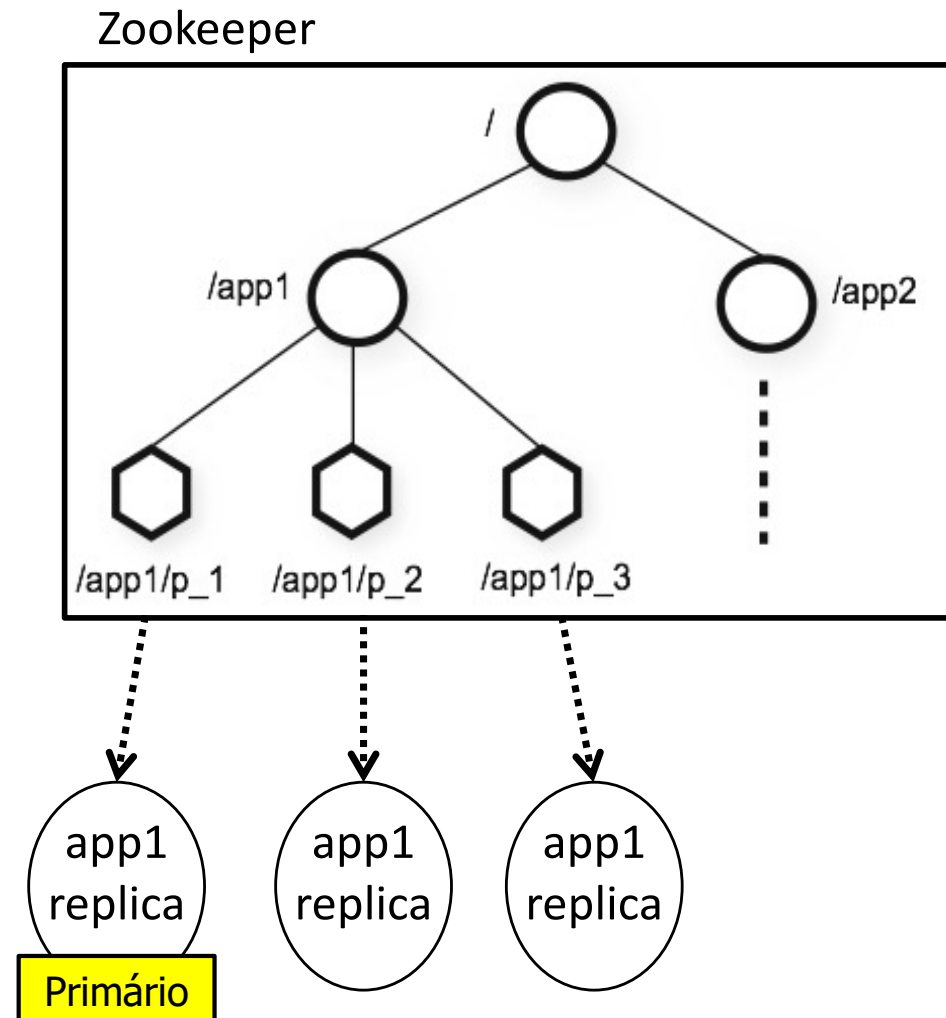 Zookeeper
/
/app1
/app2
/app1/p_1
/app1/p_2
/app1/p_3
app1
replica
app1
replica
app1
replica
Primário